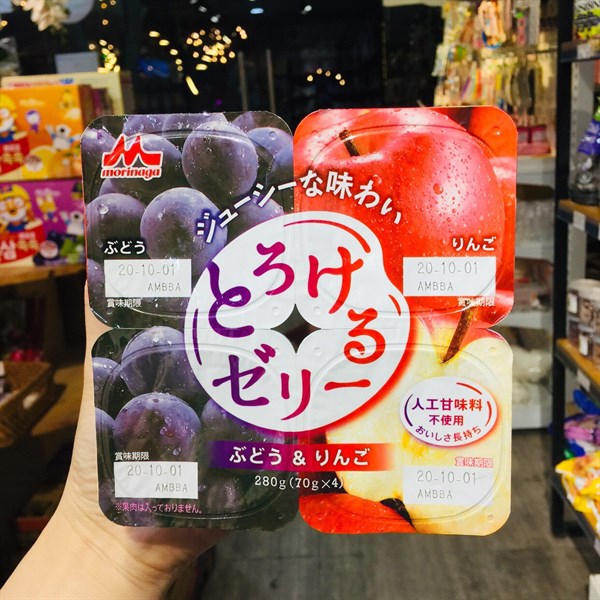 morinaga
ジューシーな味わい
ぶどう
20-10-01
AMBBA
賞味期限
りんご
20-10-01
AMBBA
賞味期限
とろける
ゼリー
人工甘味料
不使用
おいしさ長持ち
ぶどう & りんご
280g(70g×4)
賞味期限
20-10-01
AMBBA
※果肉は入っておりません。
賞味期限
20-10-01
AMBBA